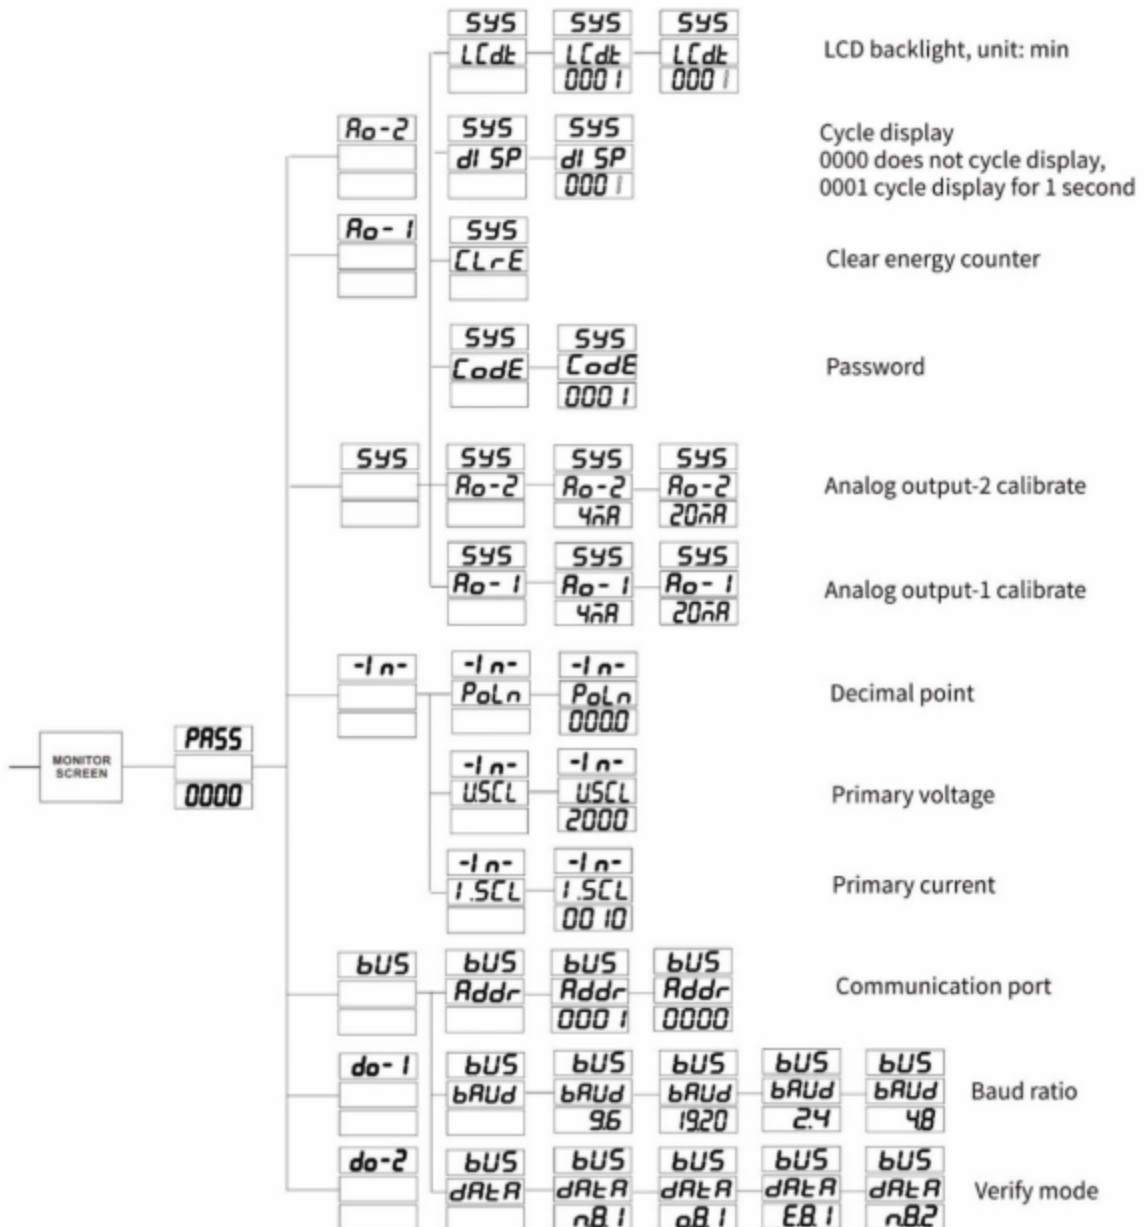 SYS SYS SYS
LCdt LCdt LCdt LCD backlight, unit: min
0001 0001
Ao-2 SYS SYS Cycle display
dISP dISP 0000 does not cycle display,
0001 0001 cycle display for 1 second
Ao-1 SYS
CLrE Clear energy counter
SYS SYS
CodE CodE Password
0001
SYS SYS SYS SYS
Ao-2 Ao-2 Ao-2 Analog output-2 calibrate
4mA 20mA
SYS SYS SYS
Ao-1 Ao-1 Ao-1 Analog output-1 calibrate
4mA 20mA
-In- -In- -In-
PoLn PoLn Decimal point
000.0
MONITOR
SCREEN
PASS
0000
-In- -In-
U.SCL U.SCL Primary voltage
2000
-In- -In-
I.SCL I.SCL Primary current
0010
bUS bUS bUS bUS
Addr Addr Addr Communication port
0001 0000
do-1 bUS bUS bUS bUS bUS
bAUd bAUd bAUd bAUd bAUd Baud ratio
9.6 19.20 2.4 4.8
do-2 bUS bUS bUS bUS bUS
dAtA dAtA dAtA dAtA dAtA Verify mode
n.8.1 o.8.1 E.8.1 n.8.2